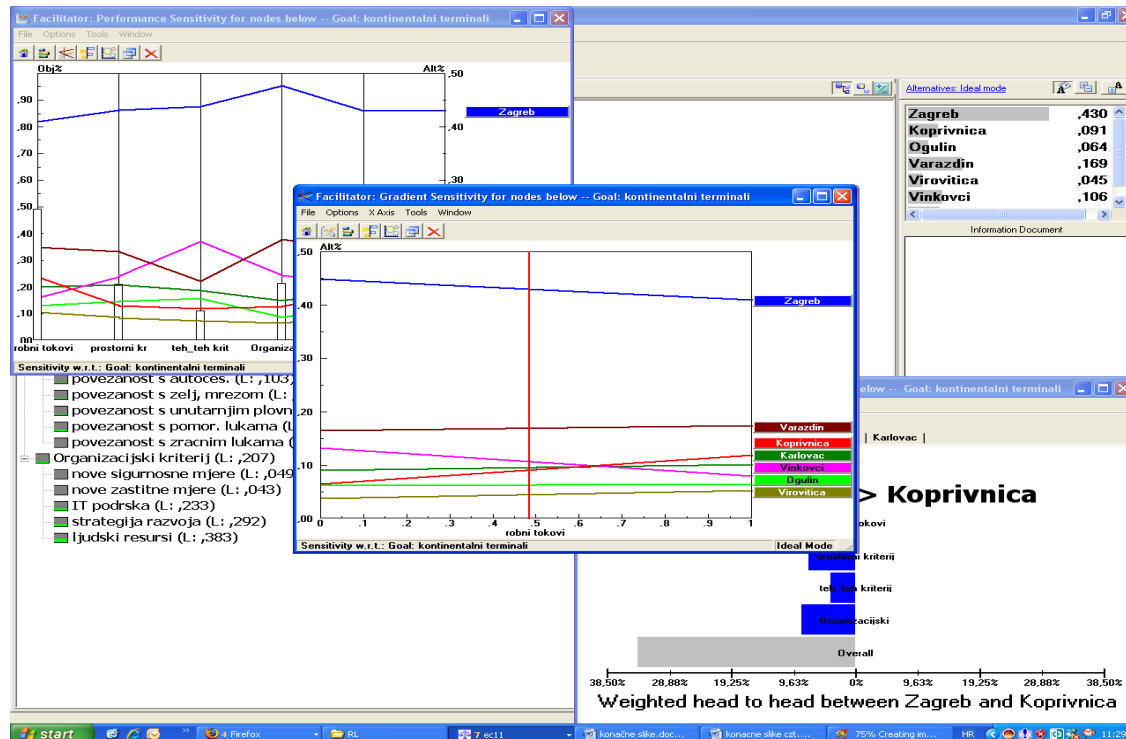 Facilitator: Performance Sensitivity for nodes below -- Goal: kontinentalni terminali
File Options Tools Window
Obj%
Alt%
,90
,80
,70
,60
,50
,40
,30
,20
,10
,00
,50
,40
,30
Zagreb
robni tokovi
prostorni kr
teh_teh krit
Sensitivity w.r.t.: Goal: kontinentalni terminali
Alternatives: Ideal mode
Zagreb ,430
Koprivnica ,091
Ogulin ,064
Varazdin ,169
Virovitica ,045
Vinkovci ,106
Information Document
Facilitator: Gradient Sensitivity for nodes below -- Goal: kontinentalni terminali
File Options X Axis Tools Window
,50
Alt%
,40
,30
,20
,10
,00
Zagreb
Varazdin
Koprivnica
Karlovac
Vinkovci
Ogulin
Virovitica
0 .1 .2 .3 .4 .5 .6 .7 .8 .9 1
robni tokovi
Sensitivity w.r.t.: Goal: kontinentalni terminali
Ideal Mode
povezanost s autoces. (L: ,103)
povezanost s zelj, mrezom (L: ,
povezanost s unutarnjim plovn
povezanost s pomor. lukama (L
povezanost s zracnim lukama (
Organizacijski kriterij (L: ,207)
nove sigurnosne mjere (L: ,049
nove zastitne mjere (L: ,043)
IT podrska (L: ,233)
strategija razvoja (L: ,292)
ljudski resursi (L: ,383)
elow -- Goal: kontinentalni terminali
| Karlovac |
> Koprivnica
okovi
prostorni kriterij
teh_teh kriterij
Organizacijski
Overall
38,50% 28,88% 19,25% 9,63% 0% 9,63% 19,25% 28,88% 38,50%
Weighted head to head between Zagreb and Koprivnica
start
4 Firefox
RL
7 ec11
konačne slike.doc...
konacne slike czt....
75% Creating im...
HR
11:29